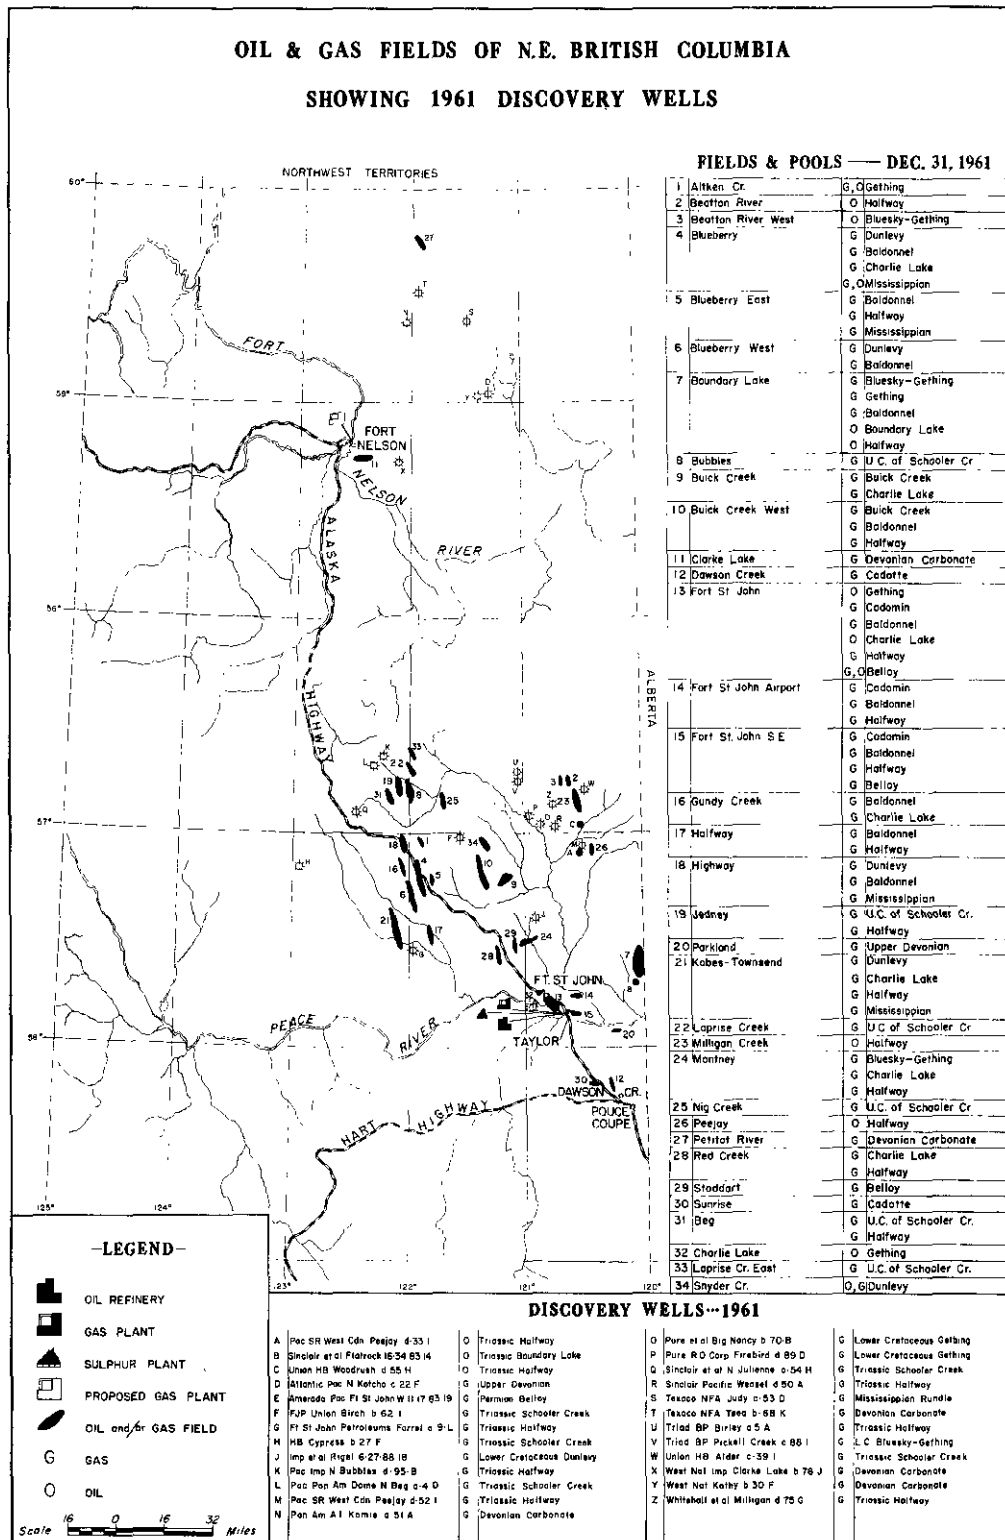 OIL & GAS FIELDS OF N.E. BRITISH COLUMBIA
SHOWING 1961 DISCOVERY WELLS
FIELDS & POOLS — DEC. 31, 1961
1 Aitken Cr. G,O Gething
2 Beatton River O Halfway
3 Beatton River West O Bluesky-Gething
4 Blueberry G Dunlevy
G Baldonnel
G Charlie Lake
G,O Mississippian
5 Blueberry East G Baldonnel
G Halfway
G Mississippian
6 Blueberry West G Dunlevy
G Baldonnel
7 Boundary Lake G Bluesky-Gething
G Gething
G Baldonnel
O Boundary Lake
O Halfway
8 Bubbles G U.C. of Schooler Cr
9 Buick Creek G Buick Creek
G Charlie Lake
10 Buick Creek West G Buick Creek
G Baldonnel
G Halfway
11 Clarke Lake G Devonian Carbonate
12 Dawson Creek G Cadotte
13 Fort St John O Gething
G Cadomin
G Baldonnel
O Charlie Lake
G Halfway
G,O Belloy
14 Fort St John Airport G Cadomin
G Baldonnel
G Halfway
15 Fort St. John S E G Cadomin
G Baldonnel
G Halfway
G Belloy
16 Gundy Creek G Baldonnel
G Charlie Lake
17 Halfway G Baldonnel
G Halfway
18 Highway G Dunlevy
G Baldonnel
G Mississippian
19 Jedney G U.C. of Schooler Cr.
G Halfway
20 Parkland G Upper Devonian
21 Kobes-Townsend G Dunlevy
G Charlie Lake
G Halfway
G Mississippian
22 Laprise Creek G U.C of Schooler Cr
23 Milligan Creek O Halfway
24 Montney G Bluesky-Gething
G Charlie Lake
G Halfway
25 Nig Creek G U.C. of Schooler Cr
26 Peejay O Halfway
27 Petitot River G Devonian Carbonate
28 Red Creek G Charlie Lake
G Halfway
29 Stoddart G Belloy
30 Sunrise G Cadotte
31 Beg G U.C. of Schooler Cr.
G Halfway
32 Charlie Lake O Gething
33 Laprise Cr. East G U.C. of Schooler Cr.
34 Snyder Cr. O,G Dunlevy
NORTHWEST TERRITORIES
60°
59°
FORT
FORT
NELSON
NELSON
RIVER
ALASKA
HIGHWAY
ALBERTA
57°
FT. ST JOHN
PEACE
RIVER
TAYLOR
DAWSON CR.
POUCE
COUPE
HART HIGHWAY
125° 124° 122° 121° 120°
–LEGEND–
OIL REFINERY
GAS PLANT
SULPHUR PLANT
PROPOSED GAS PLANT
OIL and/or GAS FIELD
G GAS
O OIL
Scale 16 0 16 32 Miles
DISCOVERY WELLS--1961
A Pac SR West Cdn Peejay d-33 I O Triassic Halfway
B Sinclair et al Flatrock 16-34 83 14 O Triassic Boundary Lake
C Union HB Woodrush d 55 H O Triassic Halfway
D Atlantic Pac N Kotcho c 22 F G Upper Devonian
E Amerada Pac Ft St John W 11 17 83 19 G Permian Belloy
F FJP Union Birch b 62 I G Triassic Schooler Creek
G Ft St John Petroleums Farrel a 9-L G Triassic Halfway
H HB Cypress b 27 F G Triassic Schooler Creek
J Imp et al Rigel 6-27-88 18 G Lower Cretaceous Dunlevy
K Pac Imp N Bubbles d-95-B G Triassic Halfway
L Pac Pan Am Dome N Beg a-4 D G Triassic Schooler Creek
M Pac SR West Cdn Peejay d-52 I G Triassic Halfway
N Pan Am A-1 Komie a 51 A G Devonian Carbonate
O Pure et al Big Nancy b 70-B G Lower Cretaceous Gething
P Pure RO Corp Firebird d 89 D G Lower Cretaceous Gething
Q Sinclair et al N Julienne a-54 H G Triassic Schooler Creek
R Sinclair Pacific Weasel d 50 A G Triassic Halfway
S Texaco NFA Judy a-53 D G Mississippian Rundle
T Texaco NFA Tsea b-68 K G Devonian Carbonate
U Triad BP Birley a 5 A G Triassic Halfway
V Triad BP Pickell Creek c 88 I G L C Bluesky-Gething
W Union HB Alder c-39 I G Triassic Schooler Creek
X West Nat Imp Clarke Lake b 78 J G Devonian Carbonate
Y West Nat Kathy b 30 F G Devonian Carbonate
Z Whitehall et al Milligan d 75 G G Triassic Halfway